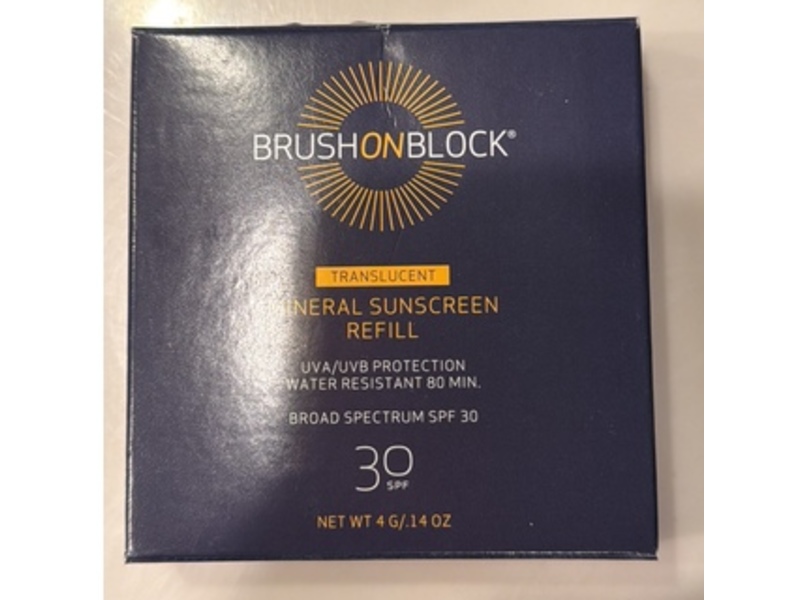 BRUSHONBLOCK®
TRANSLUCENT
MINERAL SUNSCREEN
REFILL
UVA/UVB PROTECTION
WATER RESISTANT 80 MIN.
BROAD SPECTRUM SPF 30
30
SPF
NET WT 4 G/.14 OZ